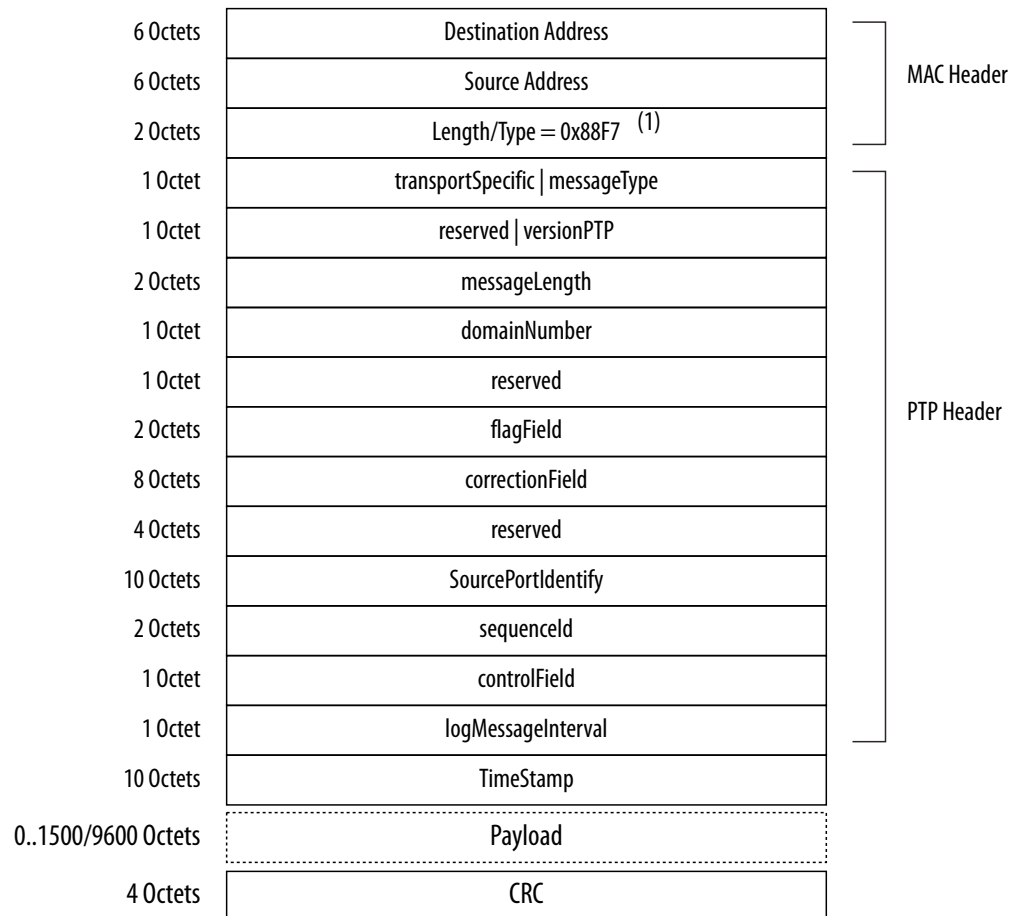 6 Octets Destination Address
6 Octets Source Address
2 Octets Length/Type = 0x88F7 (1)
MAC Header
1 Octet transportSpecific | messageType
1 Octet reserved | versionPTP
2 Octets messageLength
1 Octet domainNumber
1 Octet reserved
2 Octets flagField
8 Octets correctionField
4 Octets reserved
10 Octets SourcePortIdentify
2 Octets sequenceId
1 Octet controlField
1 Octet logMessageInterval
PTP Header
10 Octets TimeStamp
0..1500/9600 Octets Payload
4 Octets CRC